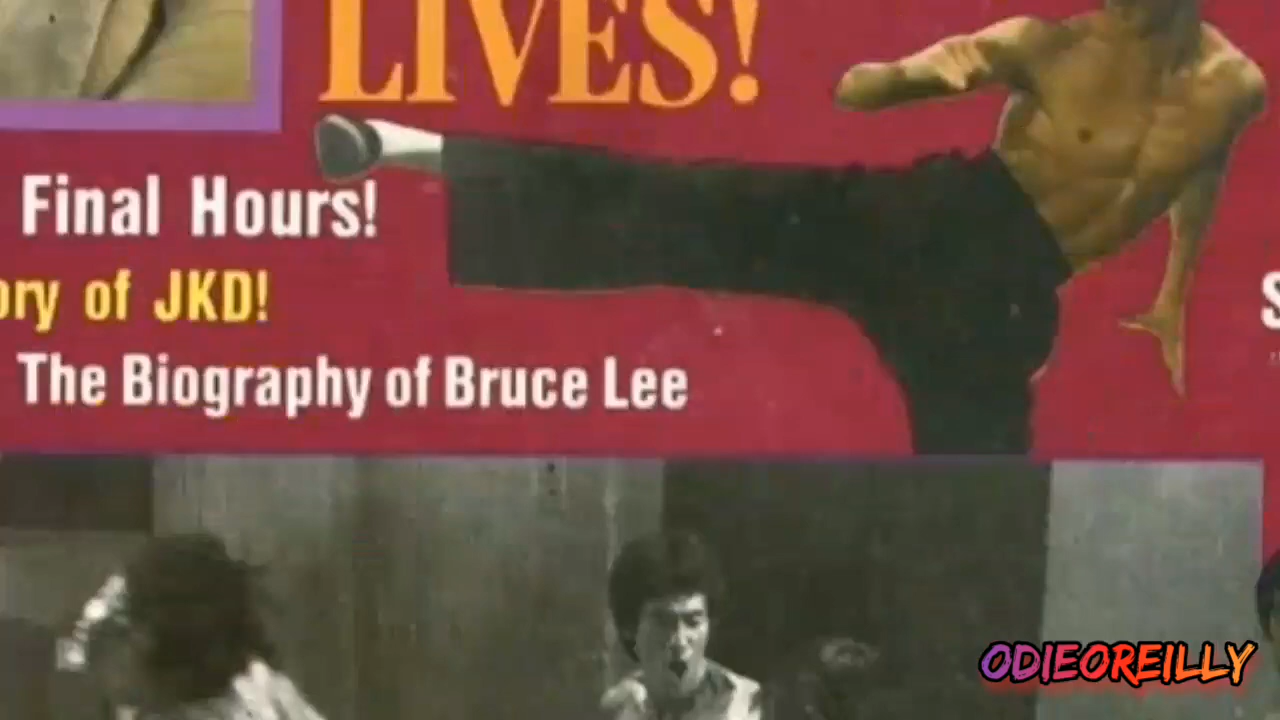 LIVES!
Final Hours!
ory of JKD!
The Biography of Bruce Lee
S
ODIEOREILLY